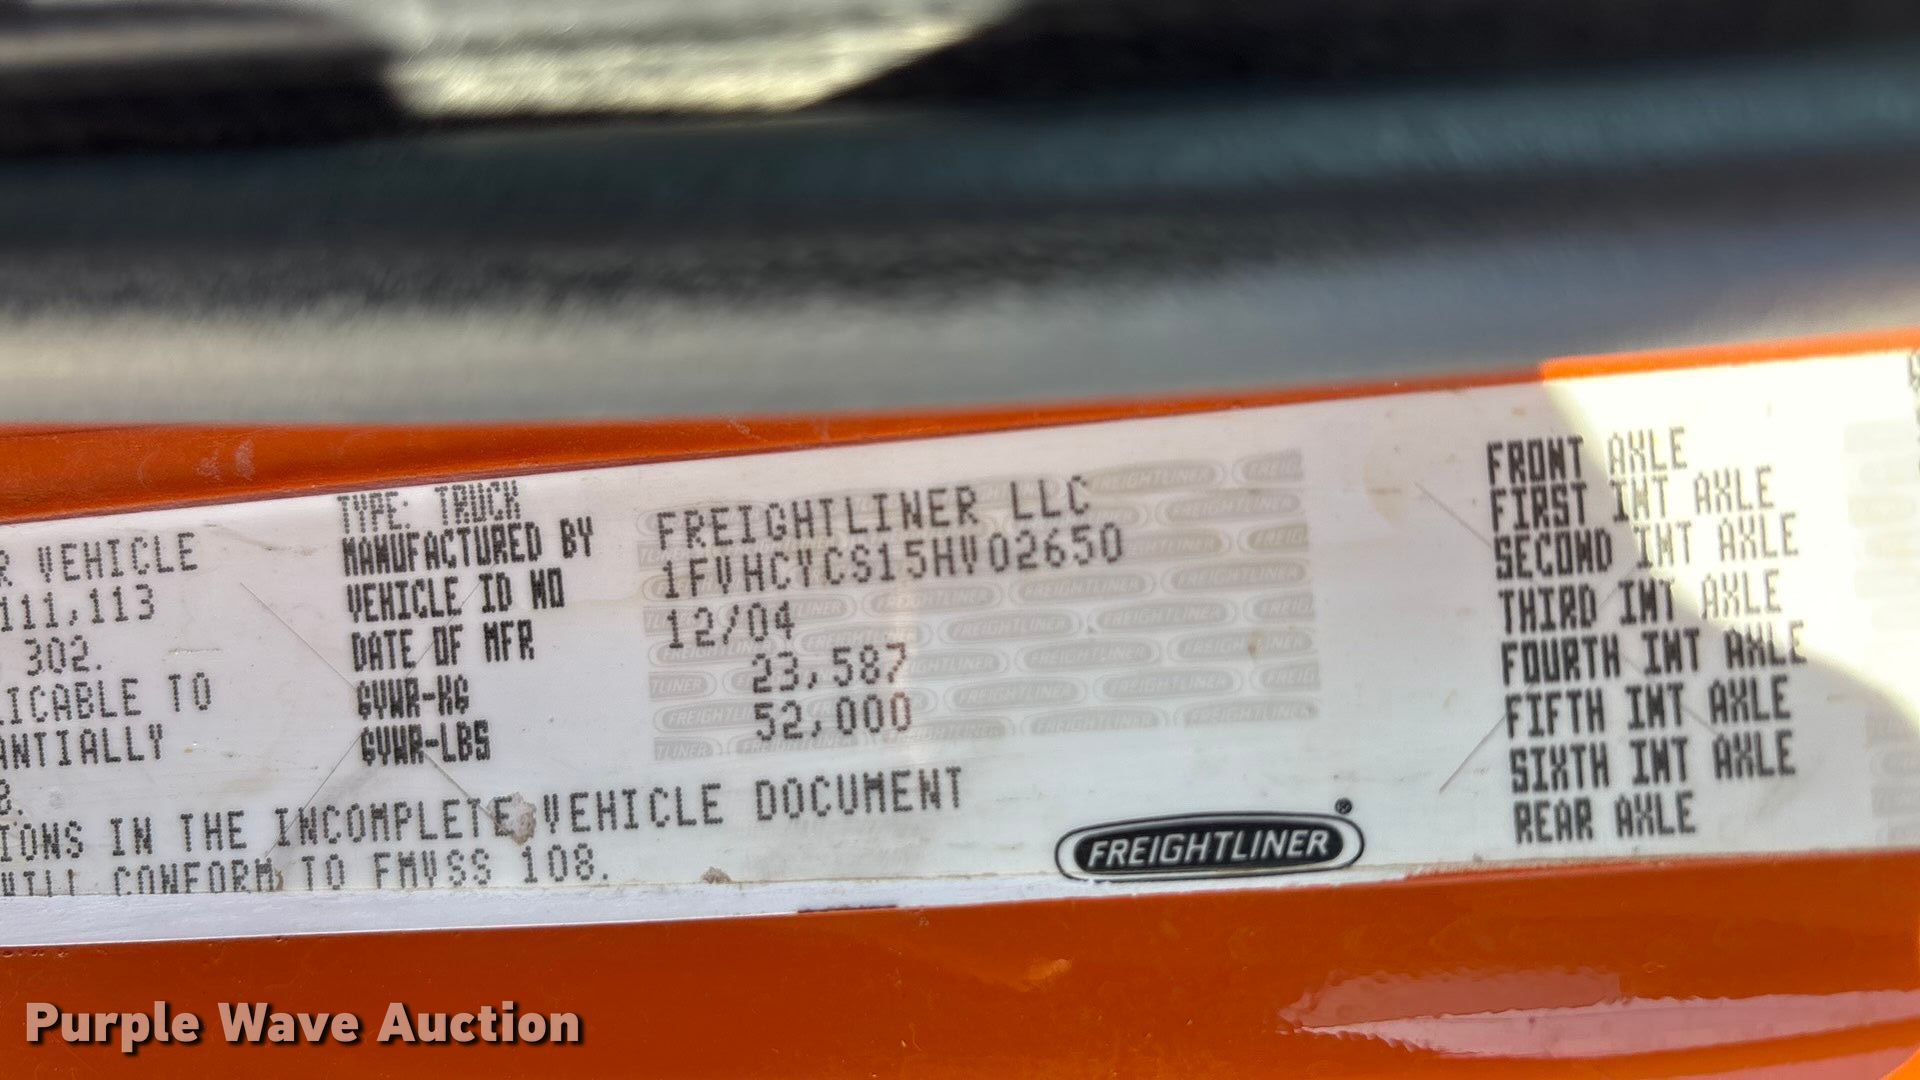 R VEHICLE
111,113
302.
LICABLE TO
ANTIALLY
8.
IONS IN THE INCOMPLETE VEHICLE DOCUMENT
WILL CONFORM TO FMVSS 108.
TYPE: TRUCK
MANUFACTURED BY FREIGHTLINER LLC
VEHICLE ID NO 1FVHCYCS15HV02650
DATE OF MFR 12/04
GVWR-KG 23,587
GVWR-LBS 52,000
FREIGHTLINER®
FRONT AXLE
FIRST INT AXLE
SECOND INT AXLE
THIRD INT AXLE
FOURTH INT AXLE
FIFTH INT AXLE
SIXTH INT AXLE
REAR AXLE
Purple Wave Auction